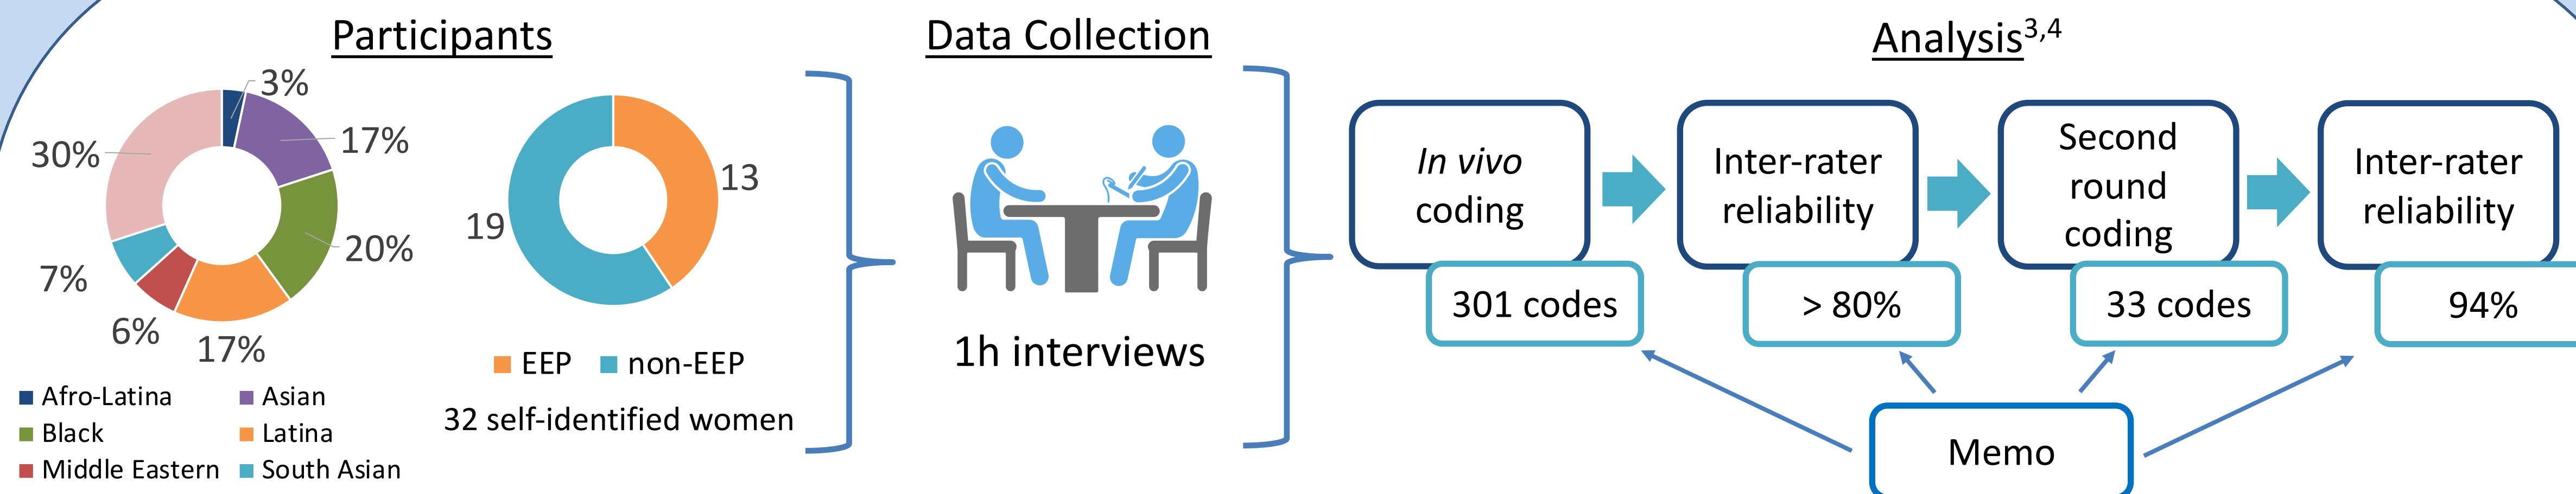 Participants
3%
17%
20%
17%
6%
7%
30%
Afro-Latina
Asian
Black
Latina
Middle Eastern
South Asian
13
19
EEP
non-EEP
32 self-identified women
Data Collection
1h interviews
Analysis3,4
In vivo
coding
301 codes
Inter-rater
reliability
> 80%
Second
round
coding
33 codes
Inter-rater
reliability
94%
Memo